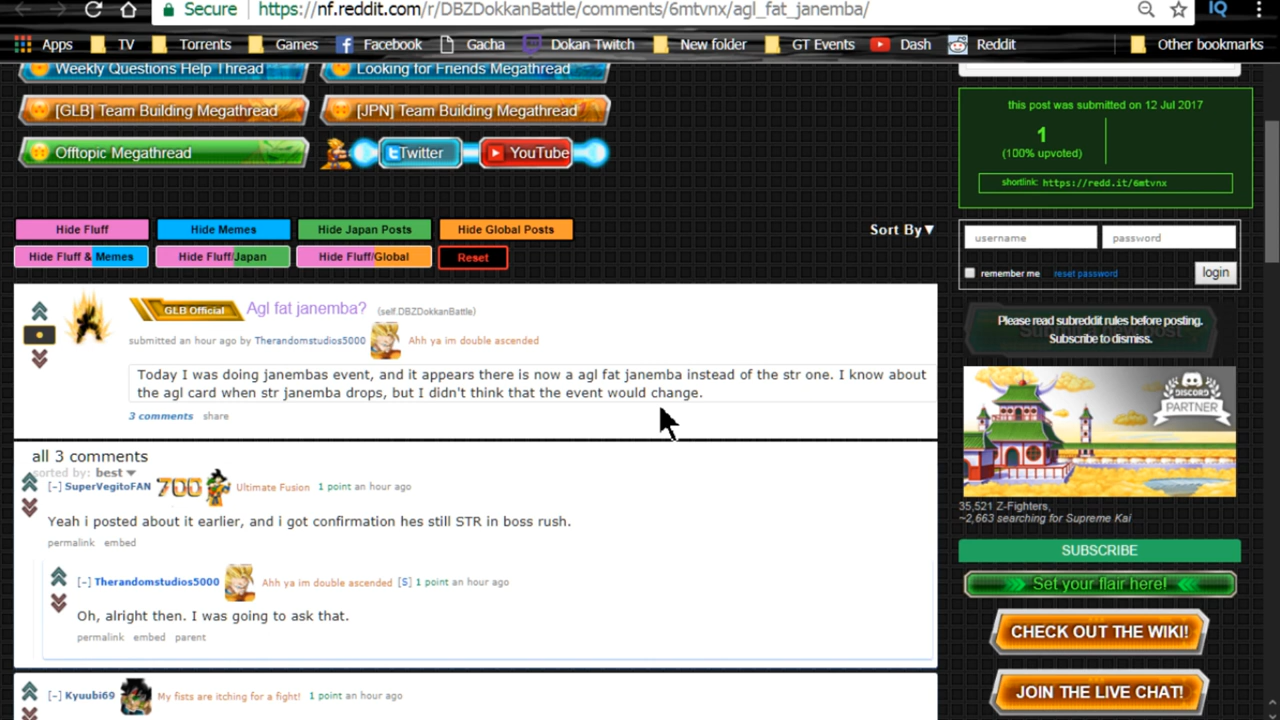 Secure https://nf.reddit.com/r/DBZDokkanBattle/comments/6mtvnx/agl_fat_janemba/ IQ
Apps TV Torrents Games Facebook Gacha Dokan Twitch New folder GT Events Dash Reddit Other bookmarks
Weekly Questions Help Thread Looking for Friends Megathread
[GLB] Team Building Megathread [JPN] Team Building Megathread
Offtopic Megathread Twitter YouTube
this post was submitted on 12 Jul 2017
1
(100% upvoted)
shortlink: https://redd.it/6mtvnx
Hide Fluff Hide Memes Hide Japan Posts Hide Global Posts
Sort By▼
Hide Fluff & Memes Hide Fluff/Japan Hide Fluff/Global Reset
username password
remember me reset password login
GLB Official Agl fat janemba? (self.DBZDokkanBattle)
submitted an hour ago by Therandomstudios5000 Ahh ya im double ascended
Today I was doing janembas event, and it appears there is now a agl fat janemba instead of the str one. I know about
the agl card when str janemba drops, but I didn't think that the event would change.
3 comments share
Please read subreddit rules before posting.
Subscribe to dismiss.
DISCORD
PARTNER
all 3 comments
sorted by: best ▼
[-] SuperVegitoFAN 700 Ultimate Fusion 1 point an hour ago
Yeah i posted about it earlier, and i got confirmation hes still STR in boss rush.
permalink embed
[-] Therandomstudios5000 Ahh ya im double ascended [S] 1 point an hour ago
Oh, alright then. I was going to ask that.
permalink embed parent
[-] Kyuubi69 My fists are itching for a fight! 1 point an hour ago
35,521 Z-Fighters,
~2,663 searching for Supreme Kai
SUBSCRIBE
Set your flair here!
CHECK OUT THE WIKI!
JOIN THE LIVE CHAT!